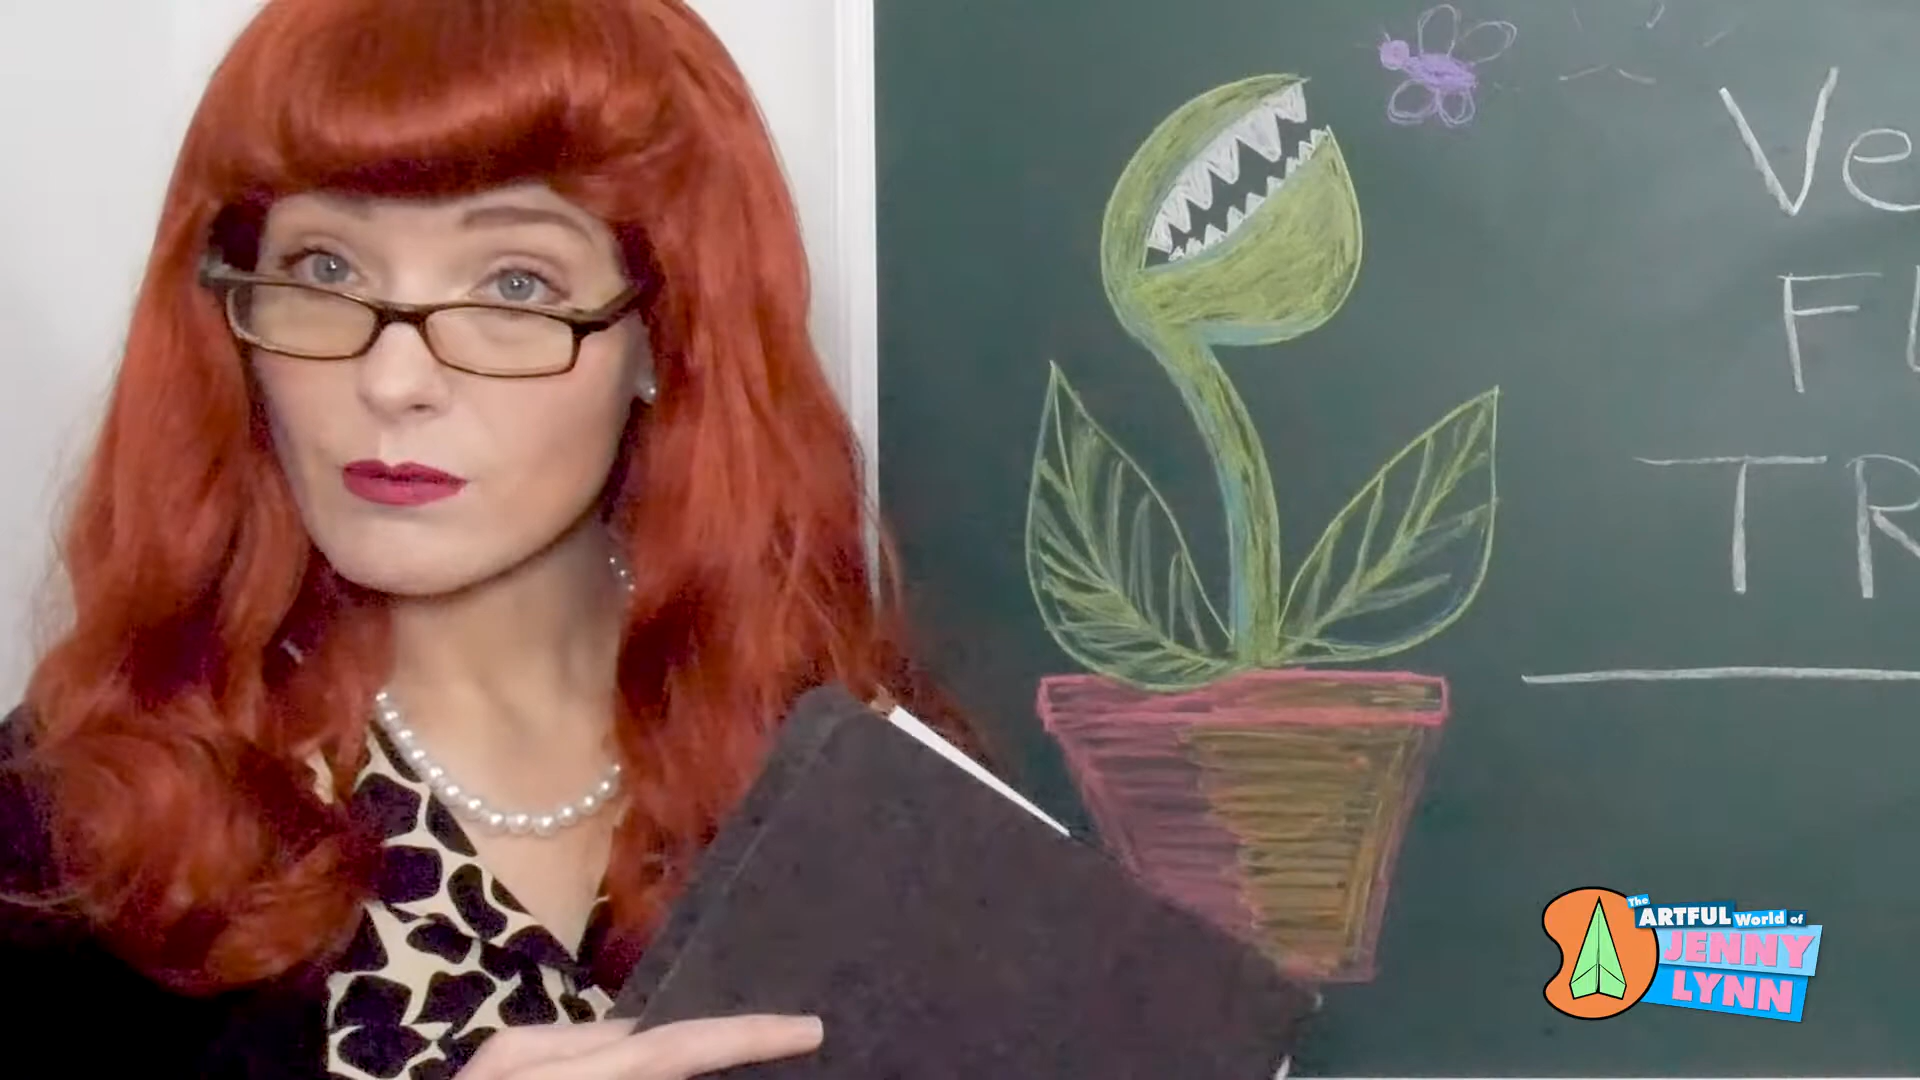 Ve
FL
TR
The
ARTFUL World of
JENNY
LYNN